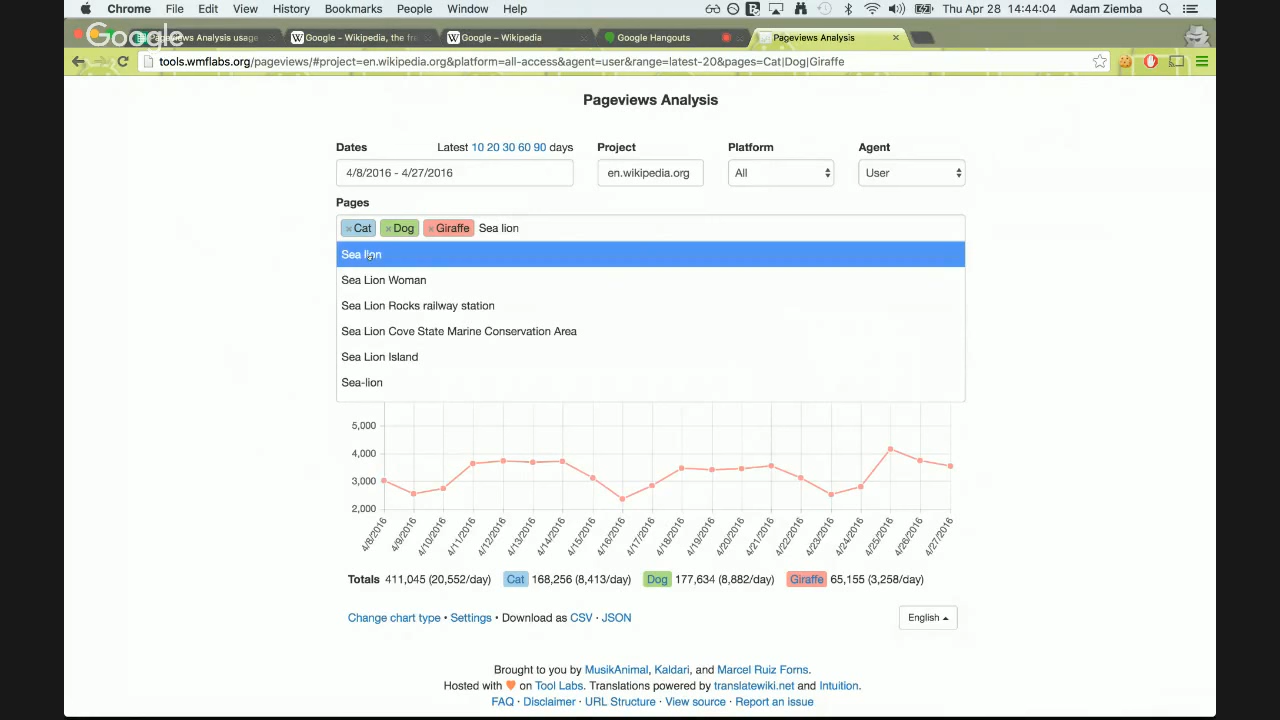 Chrome File Edit View History Bookmarks People Window Help Thu Apr 28 14:44:04 Adam Ziemba
Google
Pageviews Analysis usag
Google – Wikipedia, the fr
Google – Wikipedia
Google Hangouts
Pageviews Analysis
tools.wmflabs.org/pageviews/#project=en.wikipedia.org&platform=all-access&agent=user&range=latest-20&pages=Cat|Dog|Giraffe
Pageviews Analysis
Dates Latest 10 20 30 60 90 days Project Platform Agent
4/8/2016 - 4/27/2016 en.wikipedia.org All User
Pages
×Cat ×Dog ×Giraffe Sea lion
Sea lion
Sea Lion Woman
Sea Lion Rocks railway station
Sea Lion Cove State Marine Conservation Area
Sea Lion Island
Sea-lion
5,000
4,000
3,000
2,000
4/8/2016 4/9/2016 4/10/2016 4/11/2016 4/12/2016 4/13/2016 4/14/2016 4/15/2016 4/16/2016 4/17/2016 4/18/2016 4/19/2016 4/20/2016 4/21/2016 4/22/2016 4/23/2016 4/24/2016 4/25/2016 4/26/2016 4/27/2016
Totals 411,045 (20,552/day) Cat 168,256 (8,413/day) Dog 177,634 (8,882/day) Giraffe 65,155 (3,258/day)
Change chart type • Settings • Download as CSV · JSON English
Brought to you by MusikAnimal, Kaldari, and Marcel Ruiz Forns.
Hosted with 🧡 on Tool Labs. Translations powered by translatewiki.net and Intuition.
FAQ · Disclaimer · URL Structure · View source · Report an issue